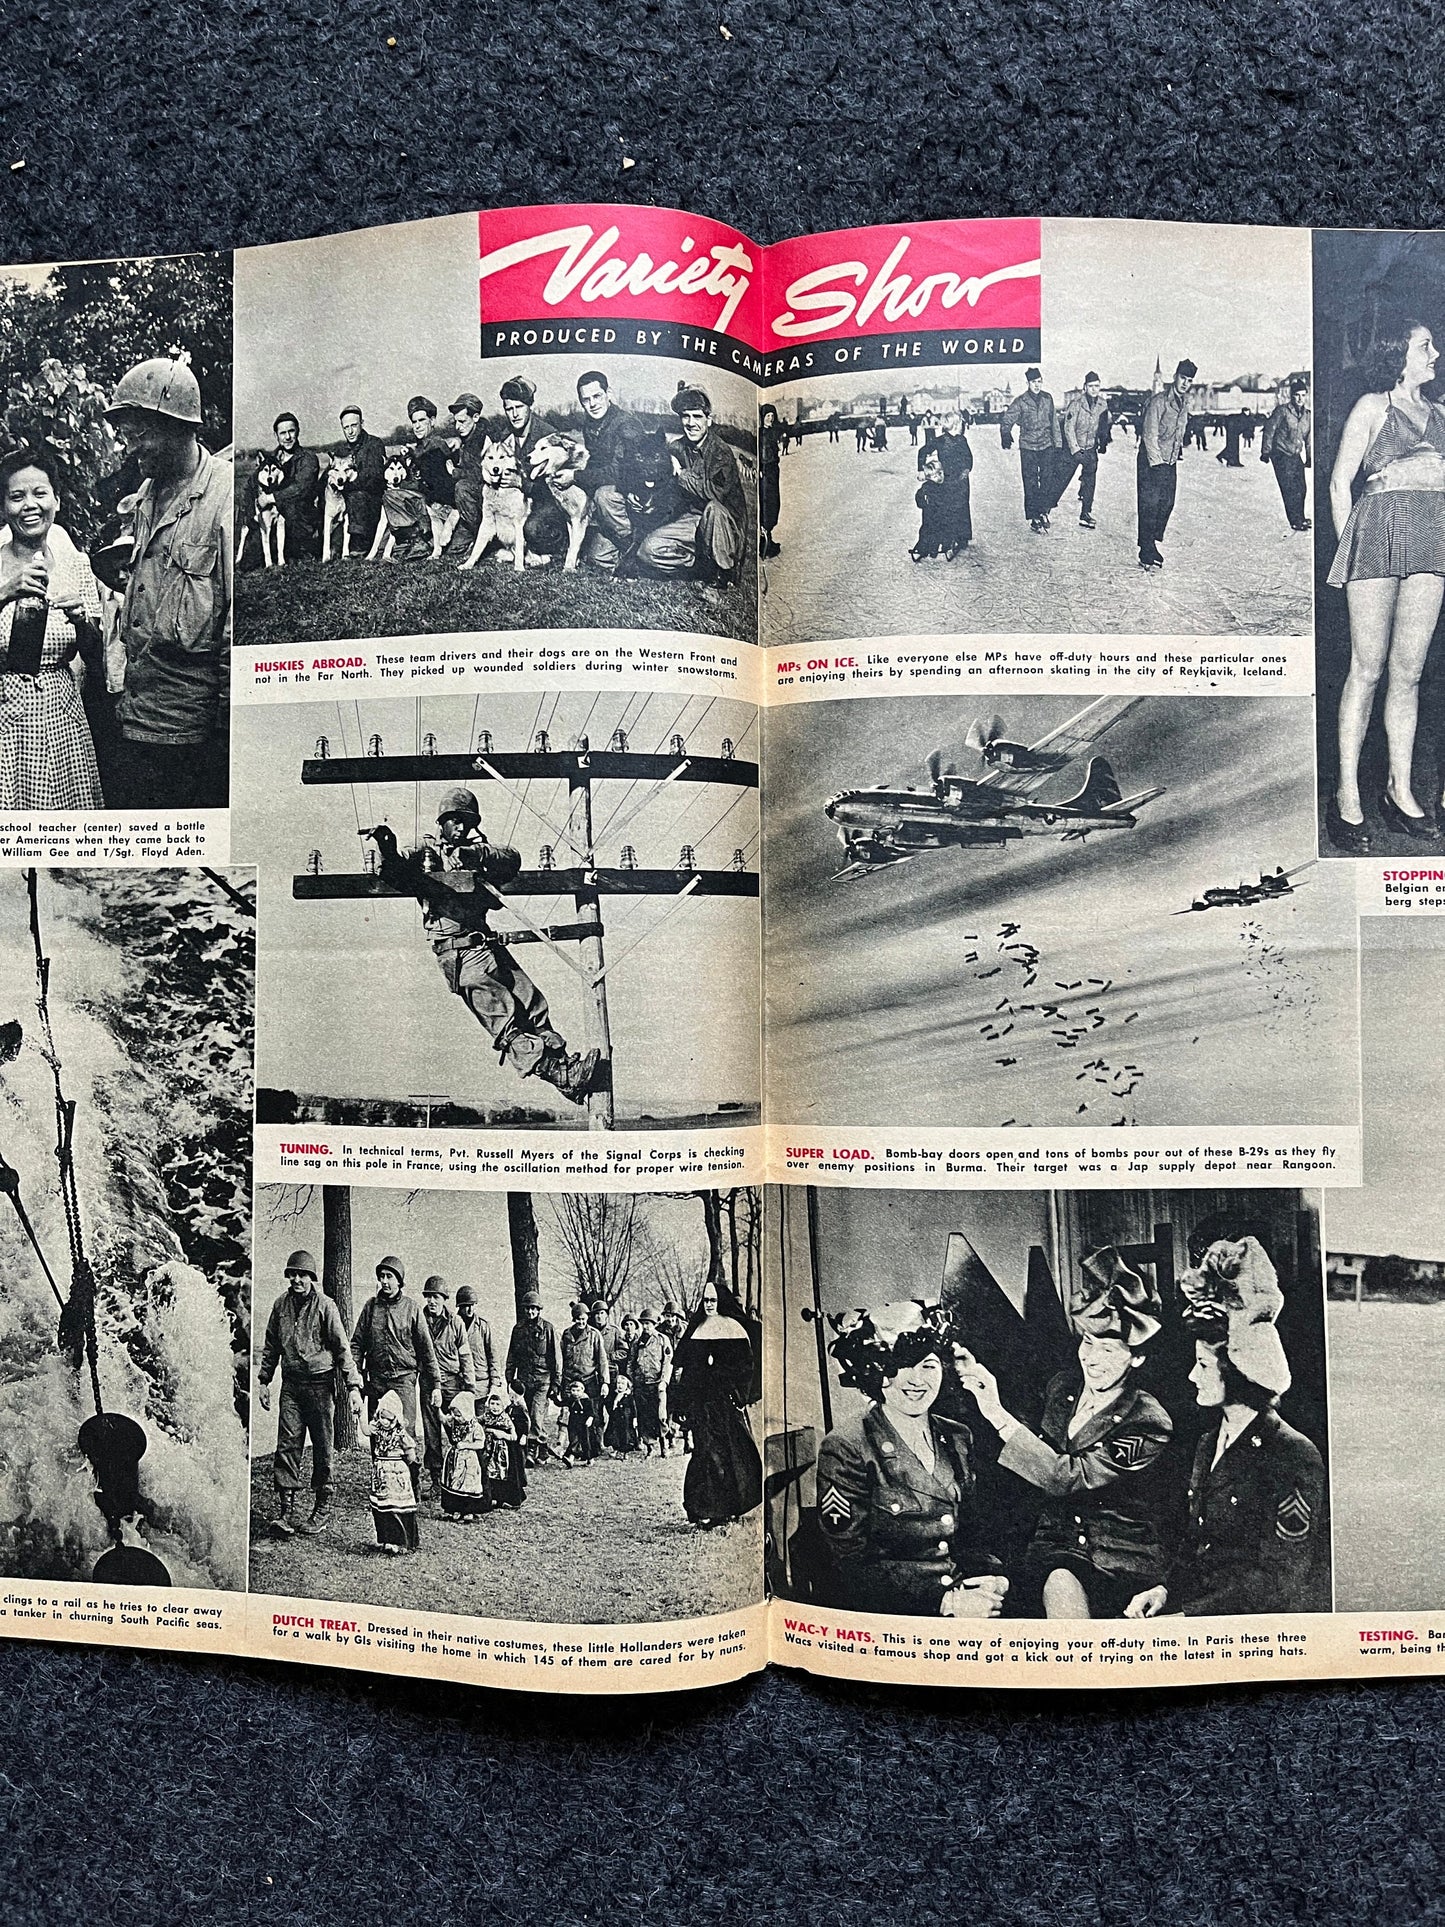 Variety Show
PRODUCED BY THE CAMERAS OF THE WORLD
HUSKIES ABROAD. These team drivers and their dogs are on the Western Front and
not in the Far North. They picked up wounded soldiers during winter snowstorms.
MPs ON ICE. Like everyone else MPs have off-duty hours and these particular ones
are enjoying theirs by spending an afternoon skating in the city of Reykjavik, Iceland.
school teacher (center) saved a bottle
er Americans when they came back to
William Gee and T/Sgt. Floyd Aden.
STOPPING
Belgian en
berg steps
TUNING. In technical terms, Pvt. Russell Myers of the Signal Corps is checking
line sag on this pole in France, using the oscillation method for proper wire tension.
SUPER LOAD. Bomb-bay doors open and tons of bombs pour out of these B-29s as they fly
over enemy positions in Burma. Their target was a Jap supply depot near Rangoon.
clings to a rail as he tries to clear away
a tanker in churning South Pacific seas.
DUTCH TREAT. Dressed in their native costumes, these little Hollanders were taken
for a walk by GIs visiting the home in which 145 of them are cared for by nuns.
WAC-Y HATS. This is one way of enjoying your off-duty time. In Paris these three
Wacs visited a famous shop and got a kick out of trying on the latest in spring hats.
TESTING. Bar
warm, being th